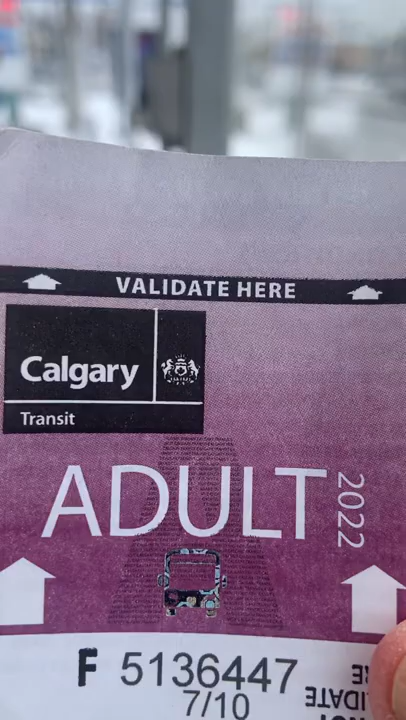 VALIDATE HERE
Calgary
Transit
ADULT 2022
F 5136447
7/10